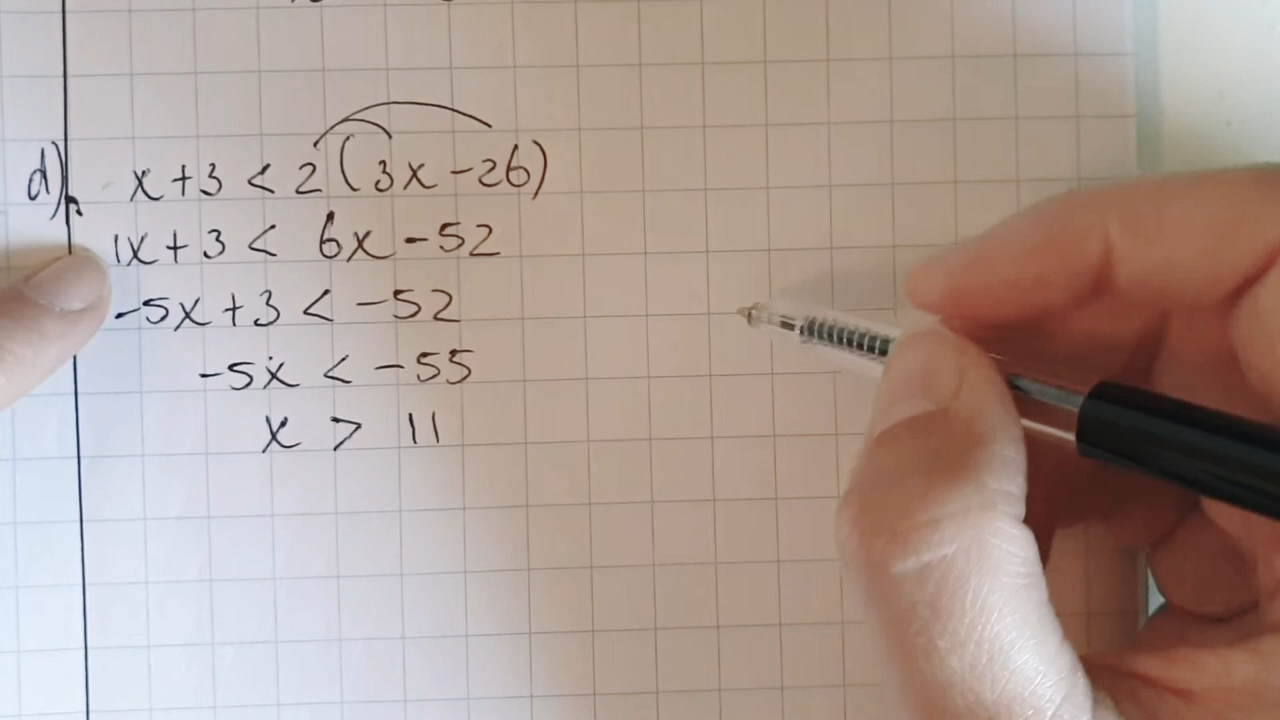 d) x+3 < 2(3x-26)
1x+3 < 6x-52
-5x+3 < -52
-5x < -55
x > 11